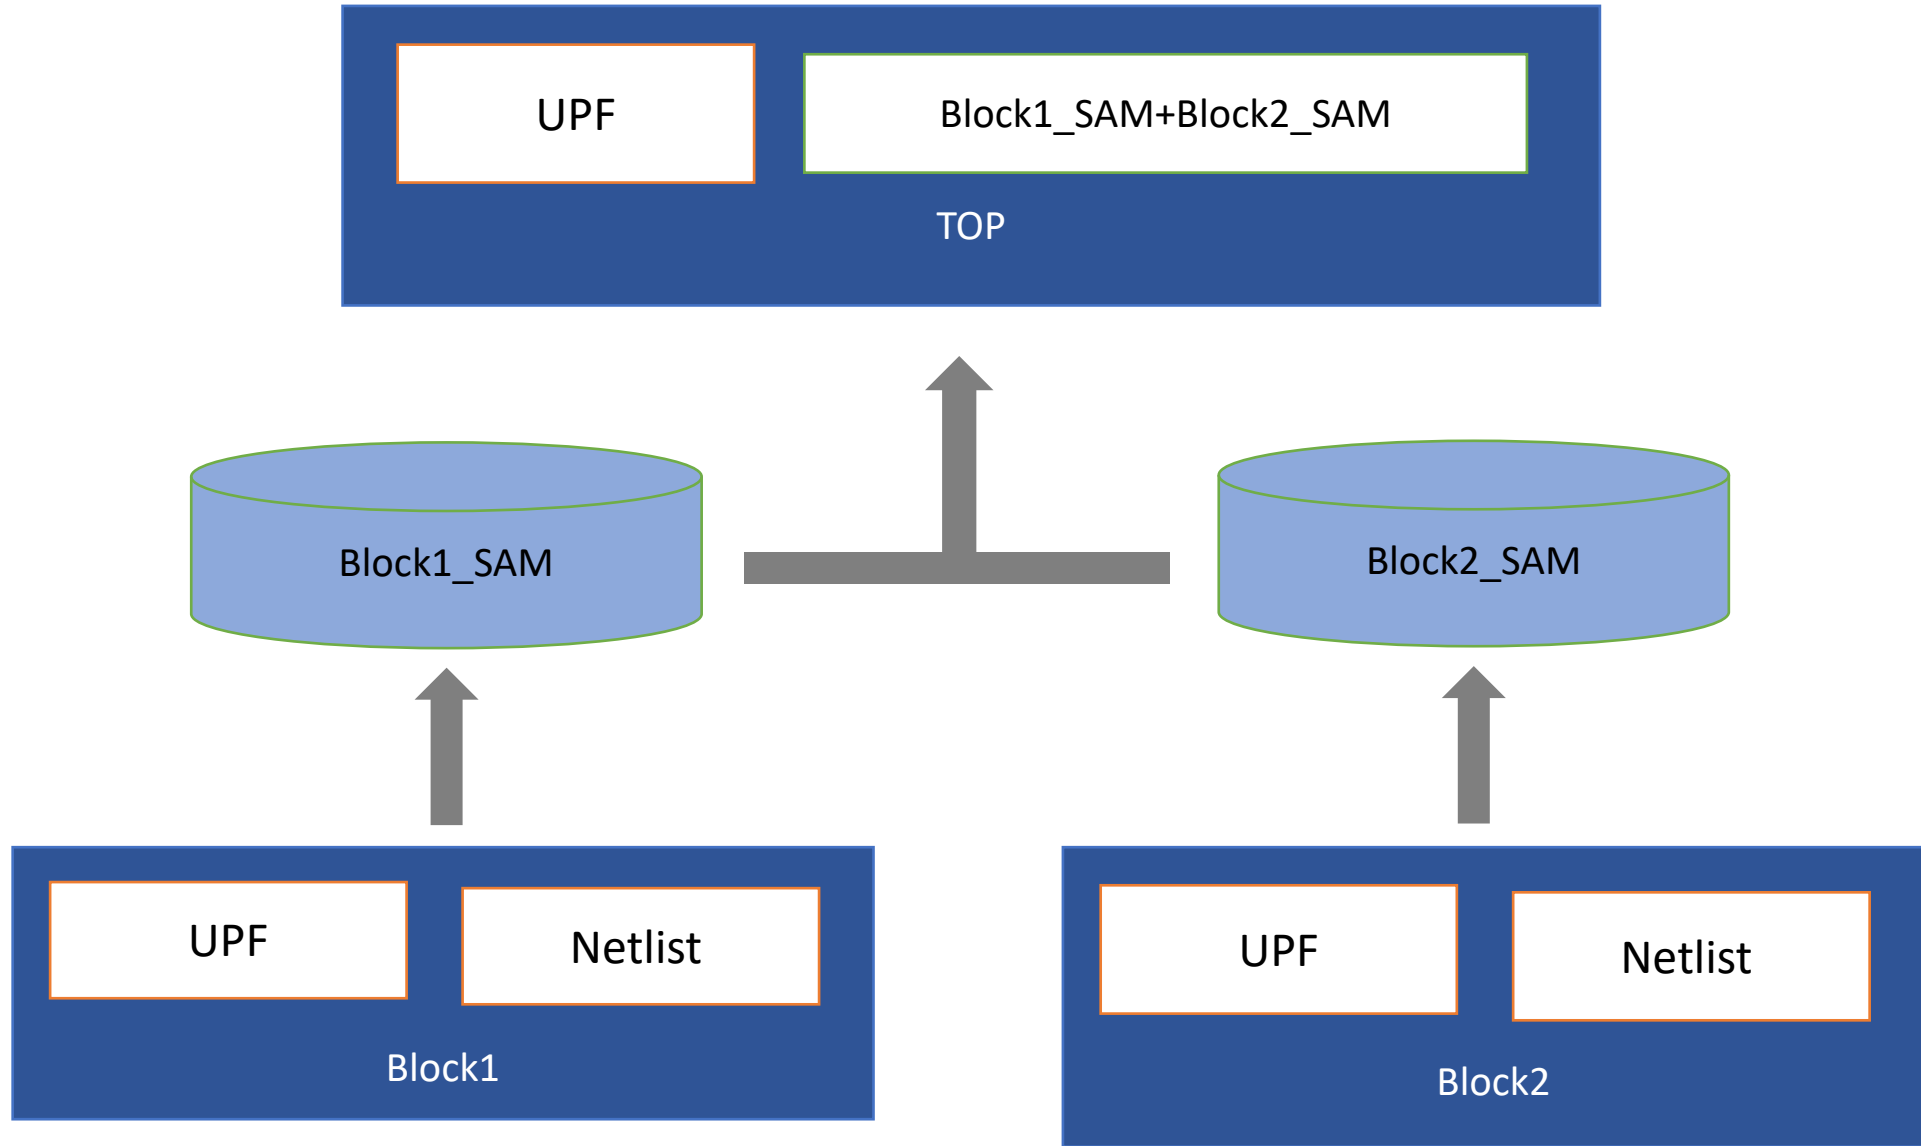 UPF
Block1_SAM+Block2_SAM
TOP
Block1_SAM
Block2_SAM
UPF
Netlist
Block1
UPF
Netlist
Block2